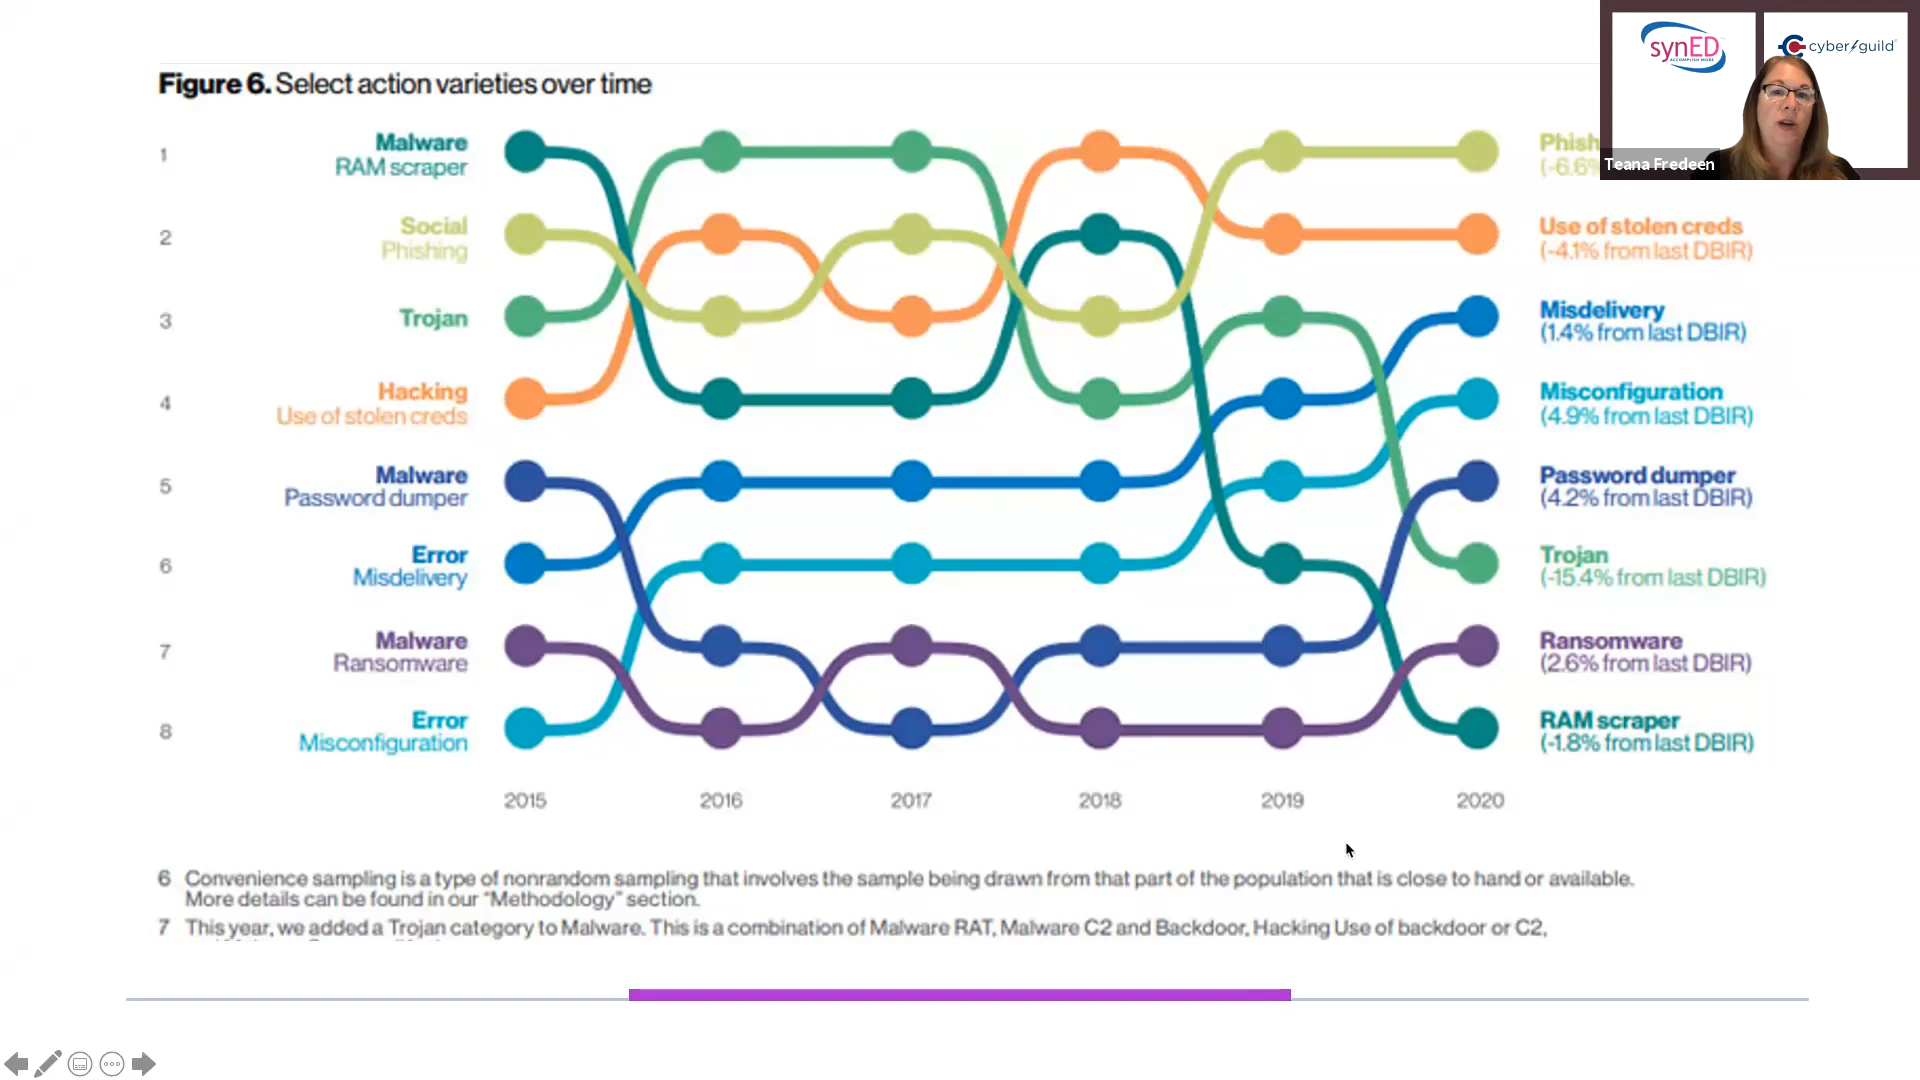 synED
ACCOMPLISH MORE
cyber guild
Teana Fredeen
Figure 6. Select action varieties over time
1
Malware
RAM scraper
2
Social
Phishing
3
Trojan
4
Hacking
Use of stolen creds
5
Malware
Password dumper
6
Error
Misdelivery
7
Malware
Ransomware
8
Error
Misconfiguration
Phish
(-6.6%
Use of stolen creds
(-4.1% from last DBIR)
Misdelivery
(1.4% from last DBIR)
Misconfiguration
(4.9% from last DBIR)
Password dumper
(4.2% from last DBIR)
Trojan
(-15.4% from last DBIR)
Ransomware
(2.6% from last DBIR)
RAM scraper
(-1.8% from last DBIR)
2015 2016 2017 2018 2019 2020
6 Convenience sampling is a type of nonrandom sampling that involves the sample being drawn from that part of the population that is close to hand or available.
More details can be found in our “Methodology” section.
7 This year, we added a Trojan category to Malware. This is a combination of Malware RAT, Malware C2 and Backdoor, Hacking Use of backdoor or C2,